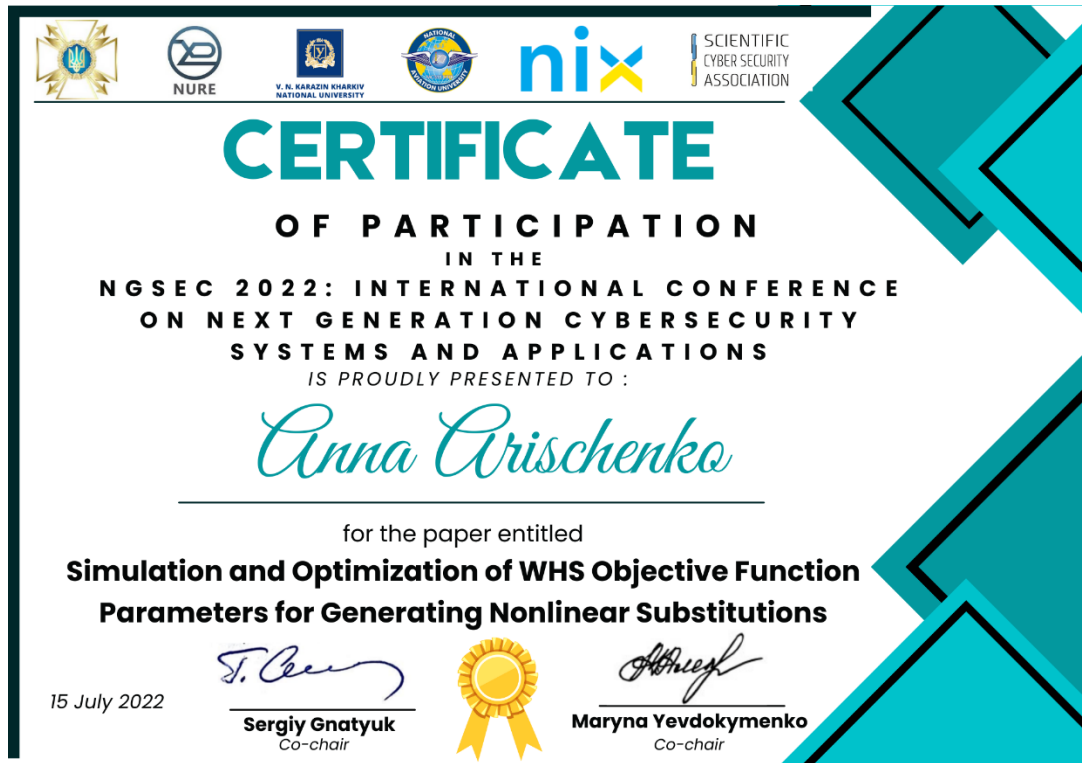 NURE
V. N. KARAZIN KHARKIV
NATIONAL UNIVERSITY
NATIONAL
AVIATION UNIVERSITY
nix
SCIENTIFIC
CYBER SECURITY
ASSOCIATION
CERTIFICATE
OF PARTICIPATION
IN THE
NGSEC 2022: INTERNATIONAL CONFERENCE
ON NEXT GENERATION CYBERSECURITY
SYSTEMS AND APPLICATIONS
IS PROUDLY PRESENTED TO :
Anna Arischenko
for the paper entitled
Simulation and Optimization of WHS Objective Function
Parameters for Generating Nonlinear Substitutions
15 July 2022
Sergiy Gnatyuk
Co-chair
Maryna Yevdokymenko
Co-chair